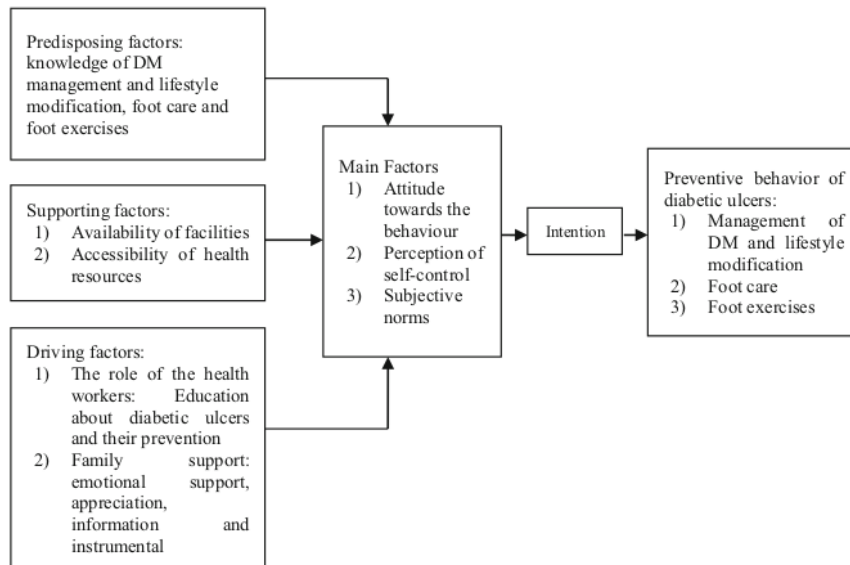 Predisposing factors:
knowledge of DM
management and lifestyle
modification, foot care and
foot exercises
Supporting factors:
1) Availability of facilities
2) Accessibility of health
resources
Driving factors:
1) The role of the health
workers: Education
about diabetic ulcers
and their prevention
2) Family support:
emotional support,
appreciation,
information and
instrumental
Main Factors
1) Attitude
towards the
behaviour
2) Perception of
self-control
3) Subjective
norms
Intention
Preventive behavior of
diabetic ulcers:
1) Management of
DM and lifestyle
modification
2) Foot care
3) Foot exercises